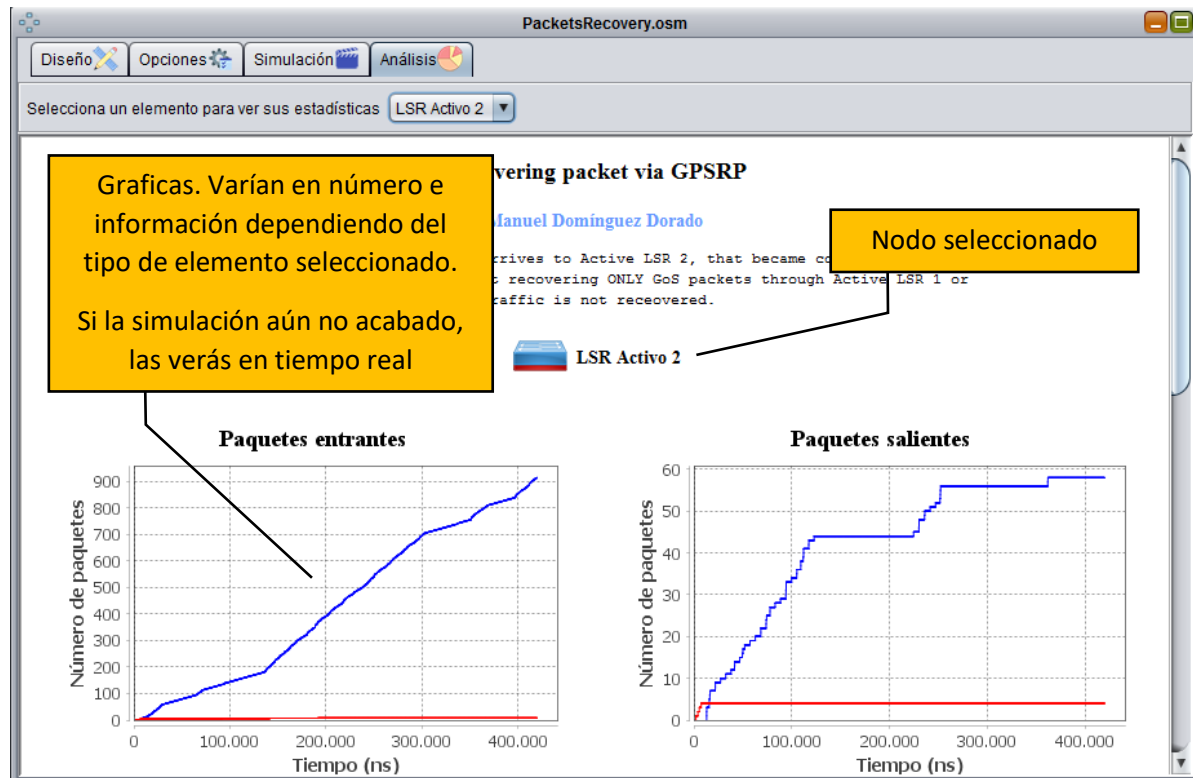 PacketsRecovery.osm
Diseño Opciones Simulación Análisis
Selecciona un elemento para ver sus estadísticas LSR Activo 2
vering packet via GPSRP
Manuel Domínguez Dorado
rrives to Active LSR 2, that became co
t recovering ONLY GoS packets through Active LSR 1 or
raffic is not receovered.
Graficas. Varían en número e
información dependiendo del
tipo de elemento seleccionado.
Si la simulación aún no acabado,
las verás en tiempo real
Nodo seleccionado
LSR Activo 2
Paquetes entrantes
Número de paquetes
900
800
700
600
500
400
300
200
100
0
0 100.000 200.000 300.000 400.000
Tiempo (ns)
Paquetes salientes
Número de paquetes
60
50
40
30
20
10
0
0 100.000 200.000 300.000 400.000
Tiempo (ns)